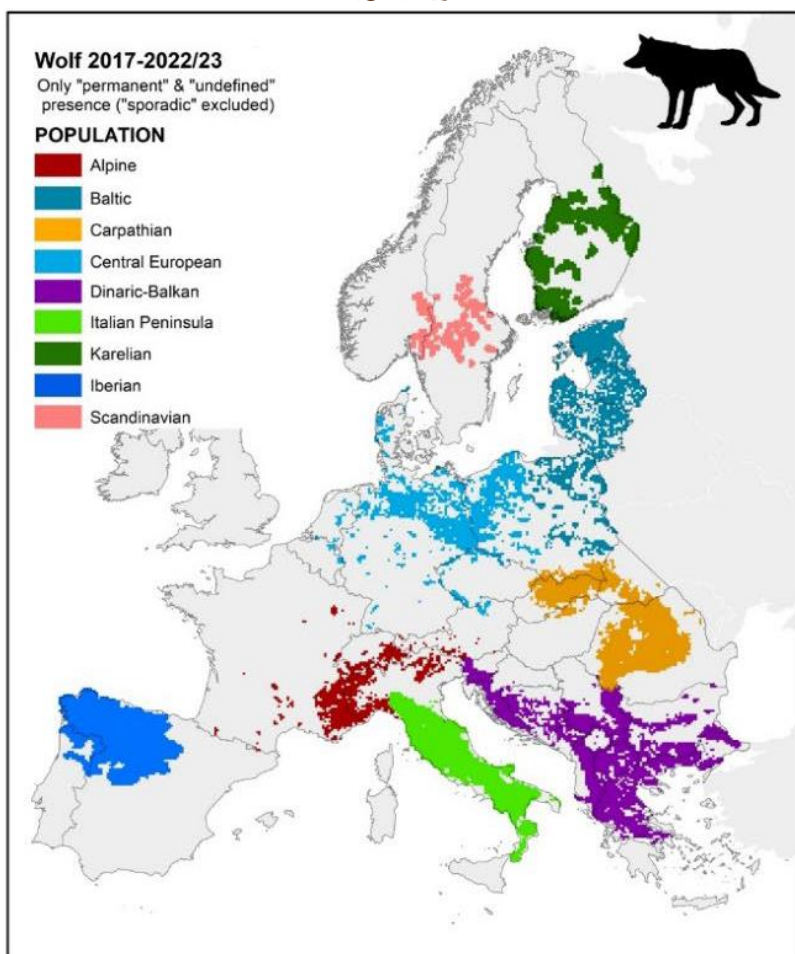 Wolf 2017-2022/23
Only "permanent" & "undefined"
presence ("sporadic" excluded)
POPULATION
Alpine
Baltic
Carpathian
Central European
Dinaric-Balkan
Italian Peninsula
Karelian
Iberian
Scandinavian